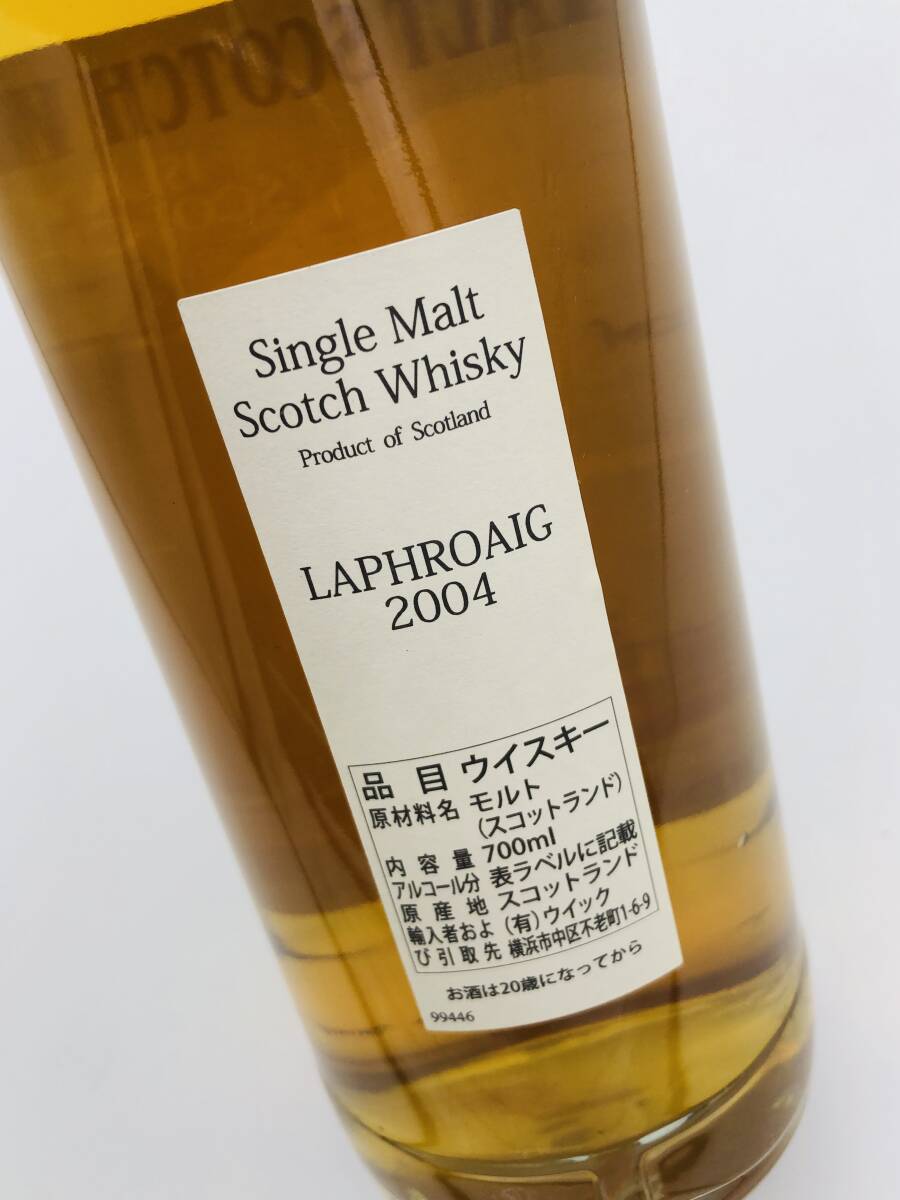 Single Malt
Scotch Whisky
Product of Scotland
LAPHROAIG
2004
品目 ウイスキー
原材料名 モルト
(スコットランド)
内容量 700ml
アルコール分 表ラベルに記載
原産地 スコットランド
輸入者およ (有)ウイック
び引取先 横浜市中区不老町1-6-9
お酒は20歳になってから
99446